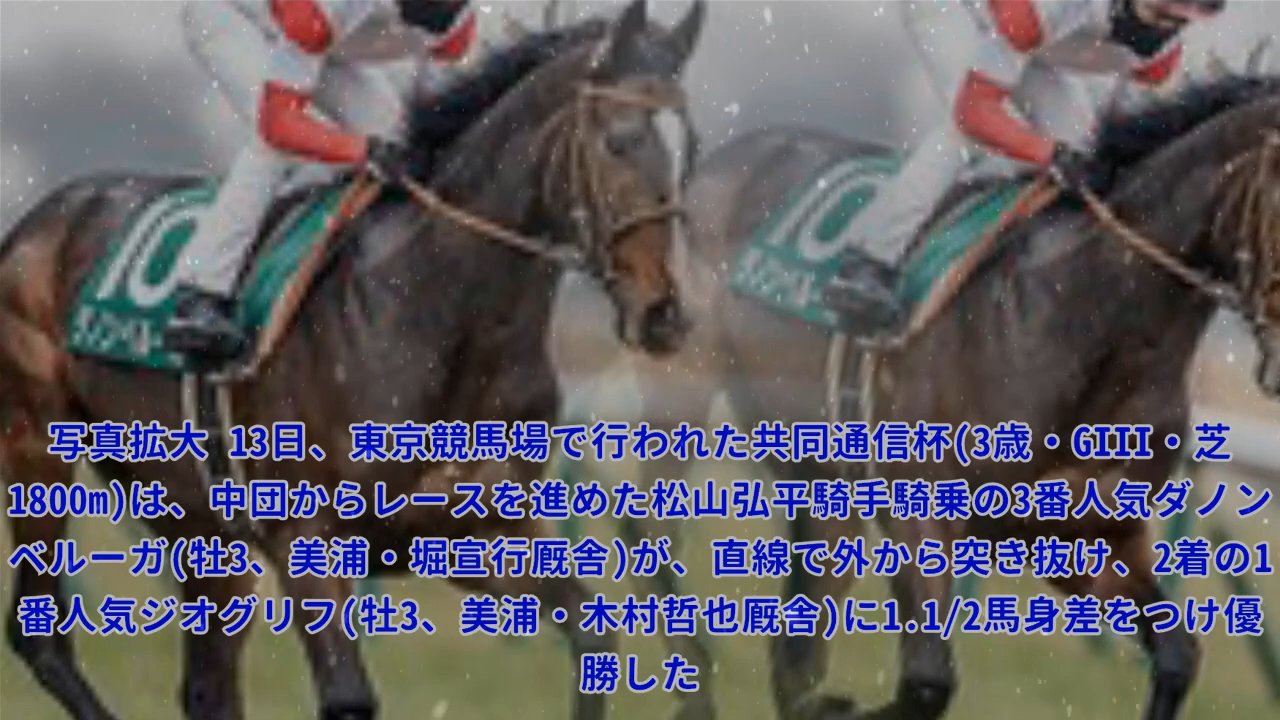 10
10
写真拡大 13日、東京競馬場で行われた共同通信杯(3歳・GIII・芝
1800m)は、中団からレースを進めた松山弘平騎手騎乗の3番人気ダノン
ベルーガ(牡3、美浦・堀宣行厩舎)が、直線で外から突き抜け、2着の1
番人気ジオグリフ(牡3、美浦・木村哲也厩舎)に1.1/2馬身差をつけ優
勝した